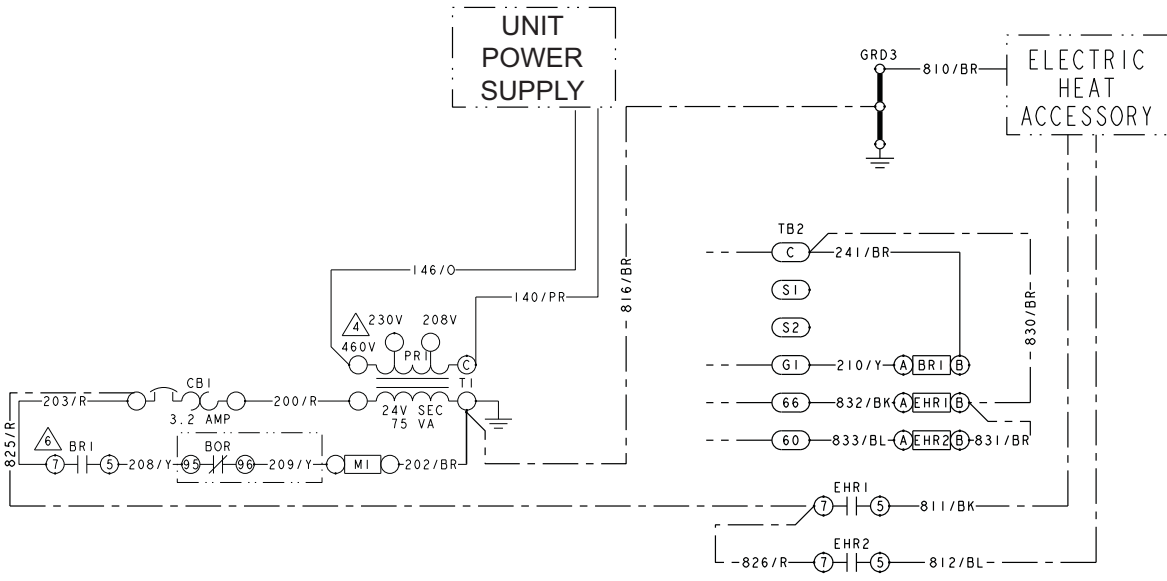 UNIT
POWER
SUPPLY
GRD3
810/BR
ELECTRIC
HEAT
ACCESSORY
TB2
C
241/BR
146/O
140/PR
816/BR
830/BR
S1
S2
4
230V
208V
460V
PR1
C
T1
G1
210/Y
A
BR1
B
CB1
203/R
3.2 AMP
200/R
24V SEC
75 VA
66
832/BK
A
EHR1
B
825/R
6
BR1
BOR
60
833/BL
A
EHR2
B
831/BR
7
5
208/Y
95
96
209/Y
M1
202/BR
EHR1
7
5
811/BK
EHR2
826/R
7
5
812/BL